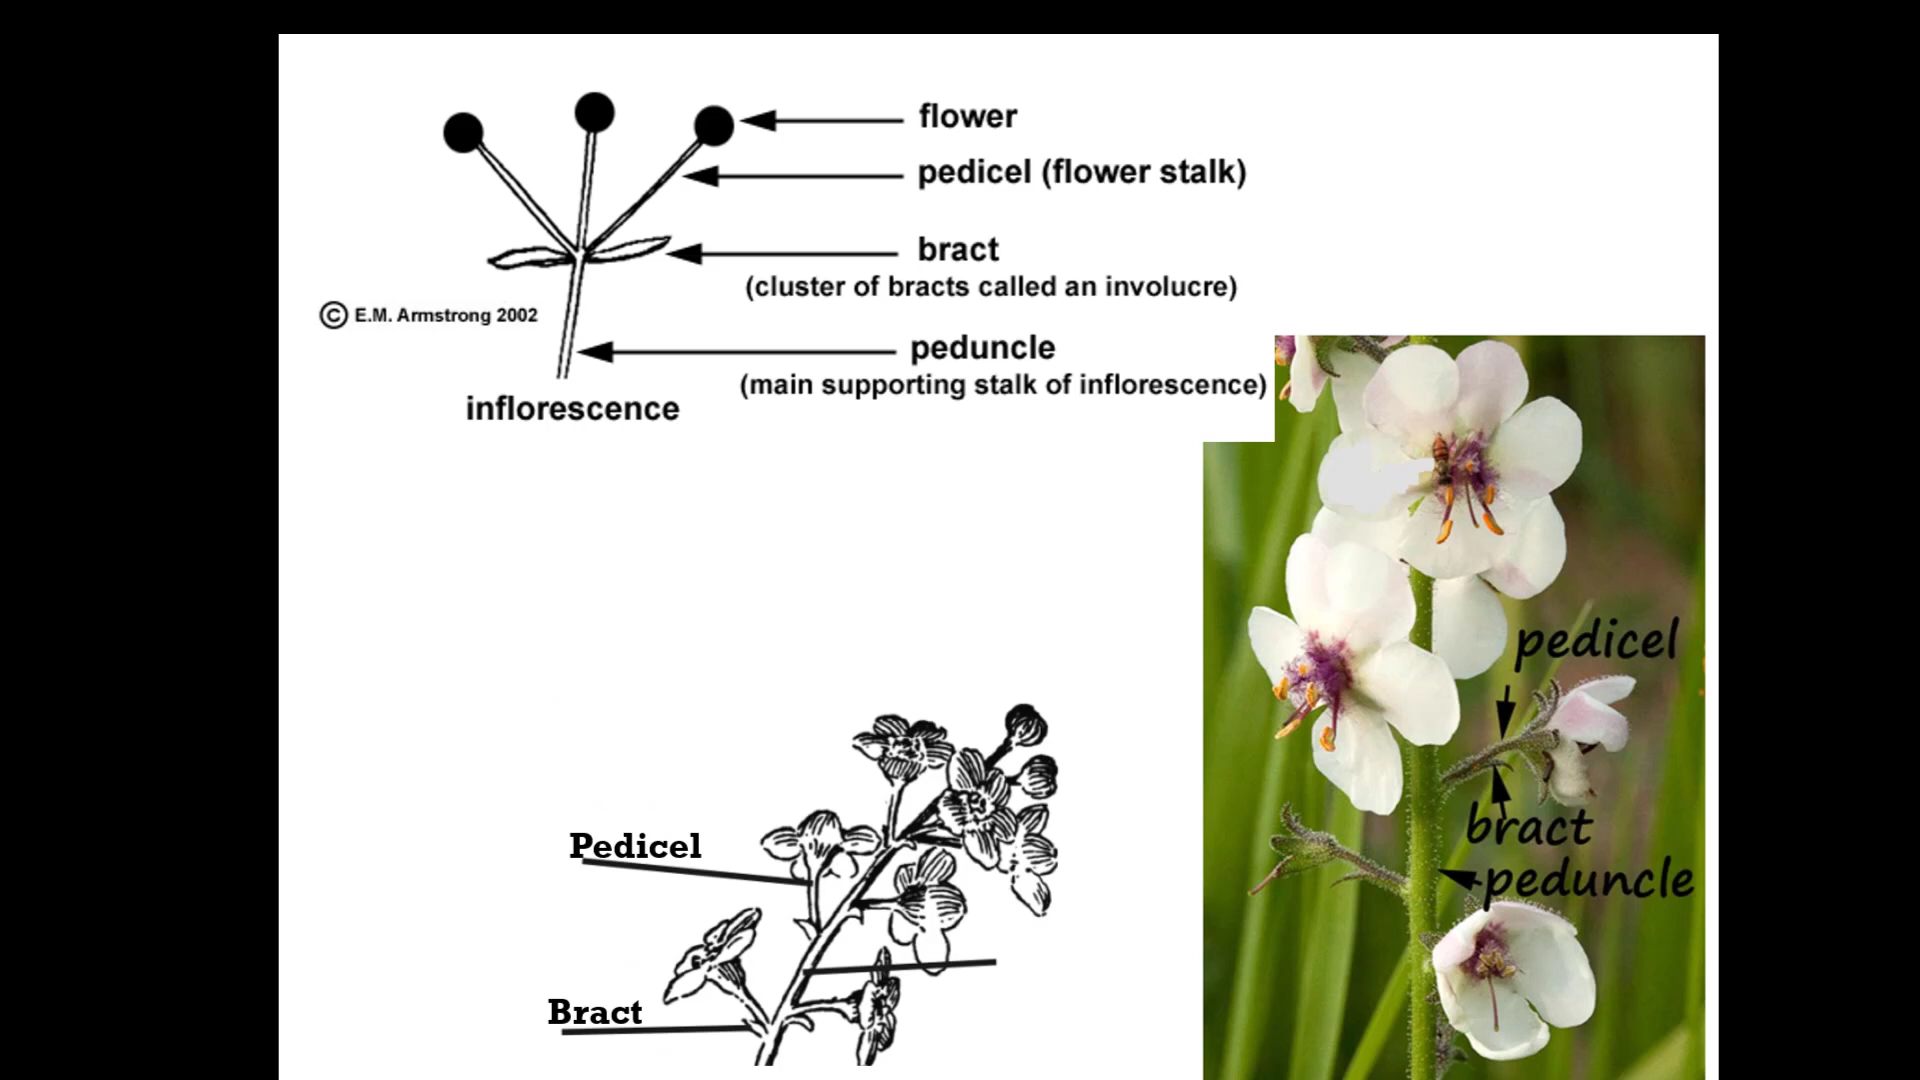 flower
pedicel (flower stalk)
bract
(cluster of bracts called an involucre)
© E.M. Armstrong 2002
peduncle
(main supporting stalk of inflorescence)
inflorescence
pedicel
bract
peduncle
Pedicel
Bract